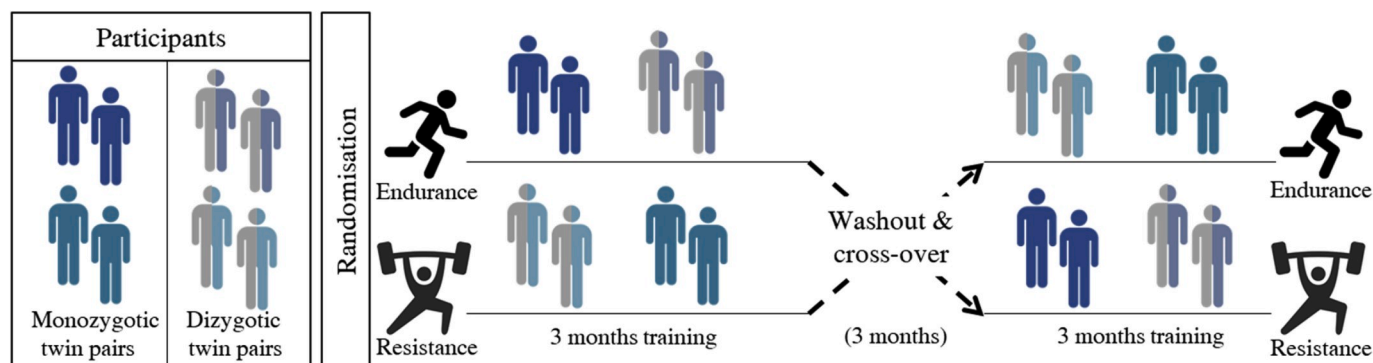 Participants
Monozygotic
twin pairs
Dizygotic
twin pairs
Randomisation
Endurance
Resistance
3 months training
Washout &
cross-over
(3 months)
3 months training
Endurance
Resistance